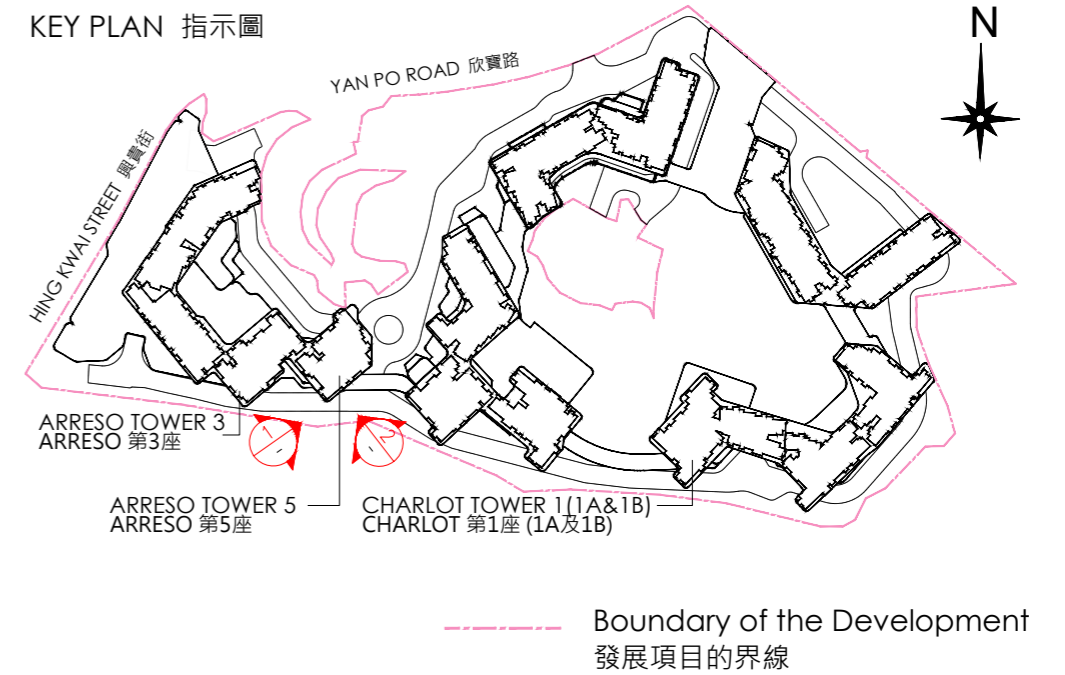 KEY PLAN 指示圖
N
YAN PO ROAD 欣寶路
HING KWAI STREET 興貴街
ARRESO TOWER 3
ARRESO 第3座
1
-
2
-
ARRESO TOWER 5
ARRESO 第5座
CHARLOT TOWER 1(1A&1B)
CHARLOT 第1座 (1A及1B)
Boundary of the Development
發展項目的界線